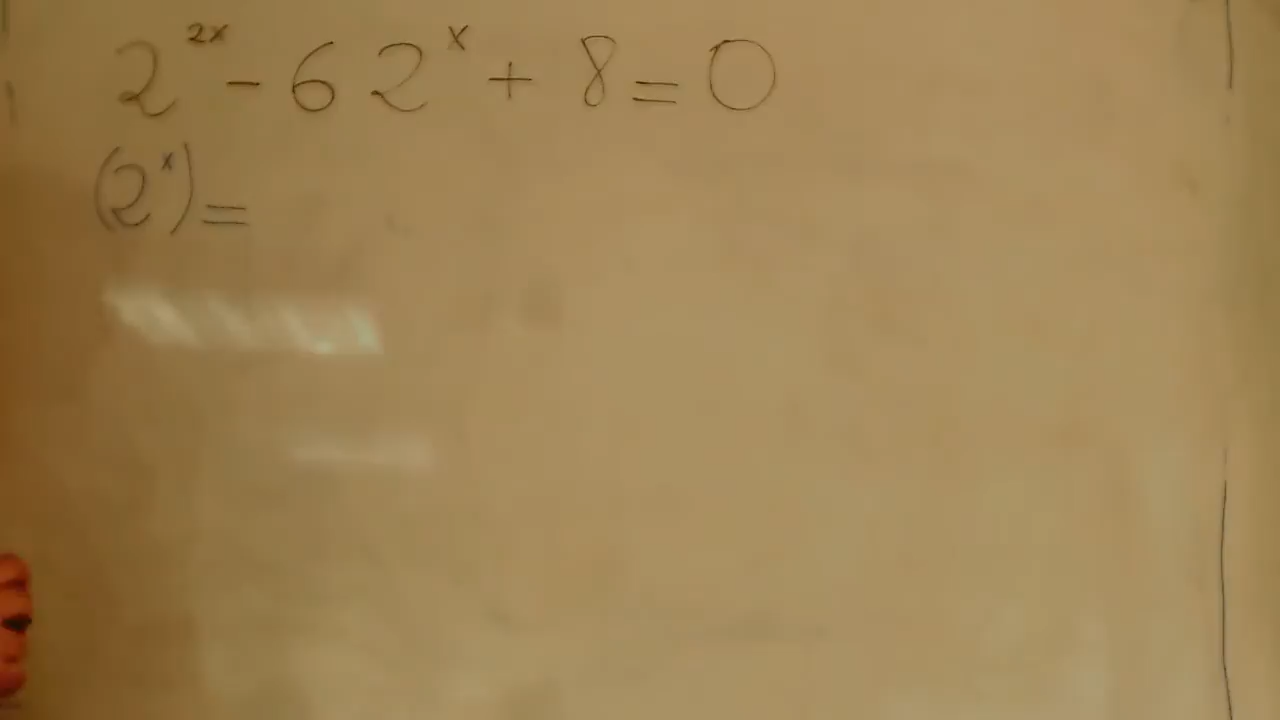 2^{2x} - 6 2^x + 8 = 0
(2^x) =